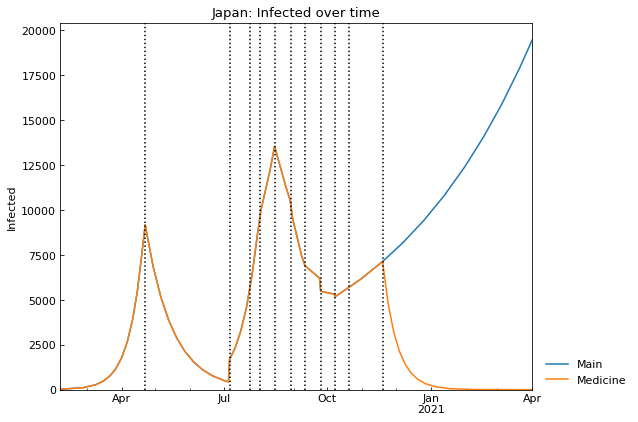 Japan: Infected over time
20000
17500
15000
12500
10000
7500
5000
2500
0
Infected
Apr
Jul
Oct
Jan
2021
Apr
Main
Medicine